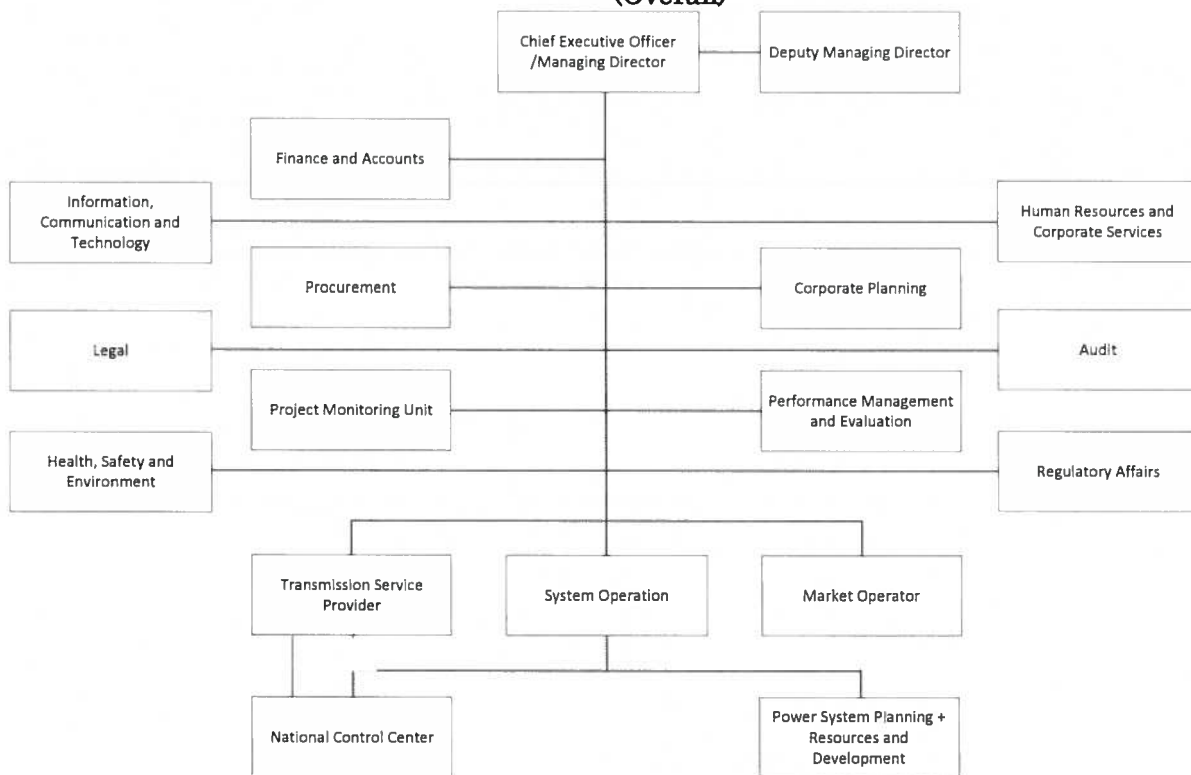 (Overall)
Chief Executive Officer
/Managing Director
Deputy Managing Director
Finance and Accounts
Information,
Communication and
Technology
Human Resources and
Corporate Services
Procurement
Corporate Planning
Legal
Audit
Project Monitoring Unit
Performance Management
and Evaluation
Health, Safety and
Environment
Regulatory Affairs
Transmission Service
Provider
System Operation
Market Operator
National Control Center
Power System Planning +
Resources and
Development